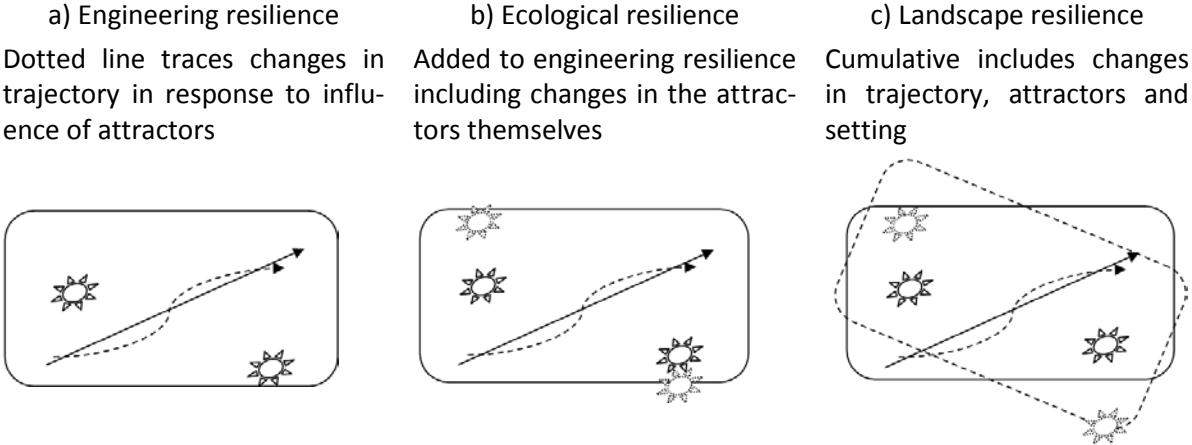 a) Engineering resilience
Dotted line traces changes in
trajectory in response to influ-
ence of attractors
b) Ecological resilience
Added to engineering resilience
including changes in the attrac-
tors themselves
c) Landscape resilience
Cumulative includes changes
in trajectory, attractors and
setting